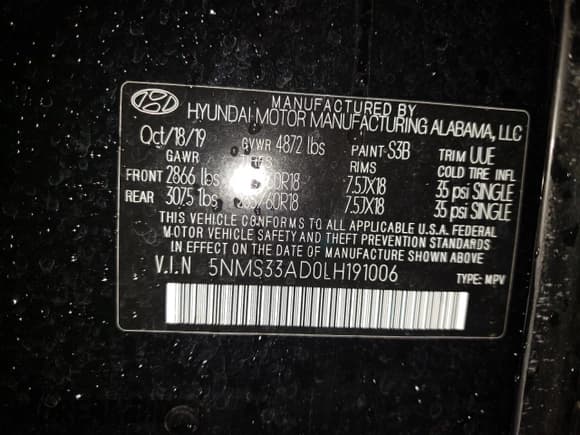 MANUFACTURED BY
HYUNDAI MOTOR MANUFACTURING ALABAMA, LLC
Oct/18/19 GVWR 4872 lbs PAINT S3B TRIM UUE
GAWR RIMS COLD TIRE INFL
FRONT 2866 lbs 60R18 7.5JX18 35 psi SINGLE
REAR 3075 lbs 60R18 7.5JX18 35 psi SINGLE
THIS VEHICLE CONFORMS TO ALL APPLICABLE U.S.A. FEDERAL
MOTOR VEHICLE SAFETY AND THEFT PREVENTION STANDARDS
IN EFFECT ON THE DATE OF MANUFACTURE SHOWN ABOVE.
V.I.N 5NMS33AD0LH191006 TYPE: MPV